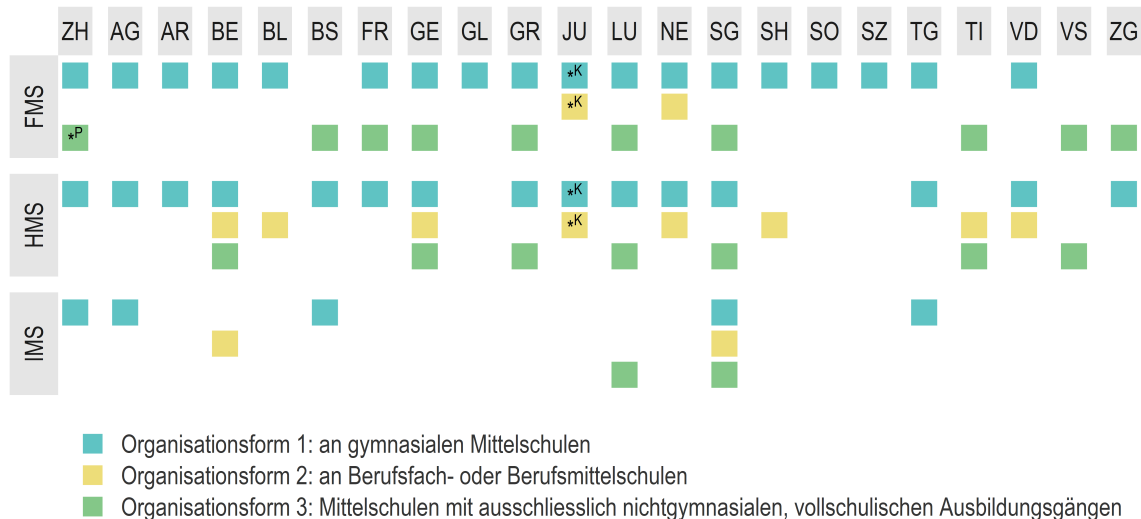 ZH AG AR BE BL BS FR GE GL GR JU LU NE SG SH SO SZ TG TI VD VS ZG
FMS
*K
*K
*P
HMS
*K
*K
IMS
Organisationsform 1: an gymnasialen Mittelschulen
Organisationsform 2: an Berufsfach- oder Berufsmittelschulen
Organisationsform 3: Mittelschulen mit ausschliesslich nichtgymnasialen, vollschulischen Ausbildungsgängen